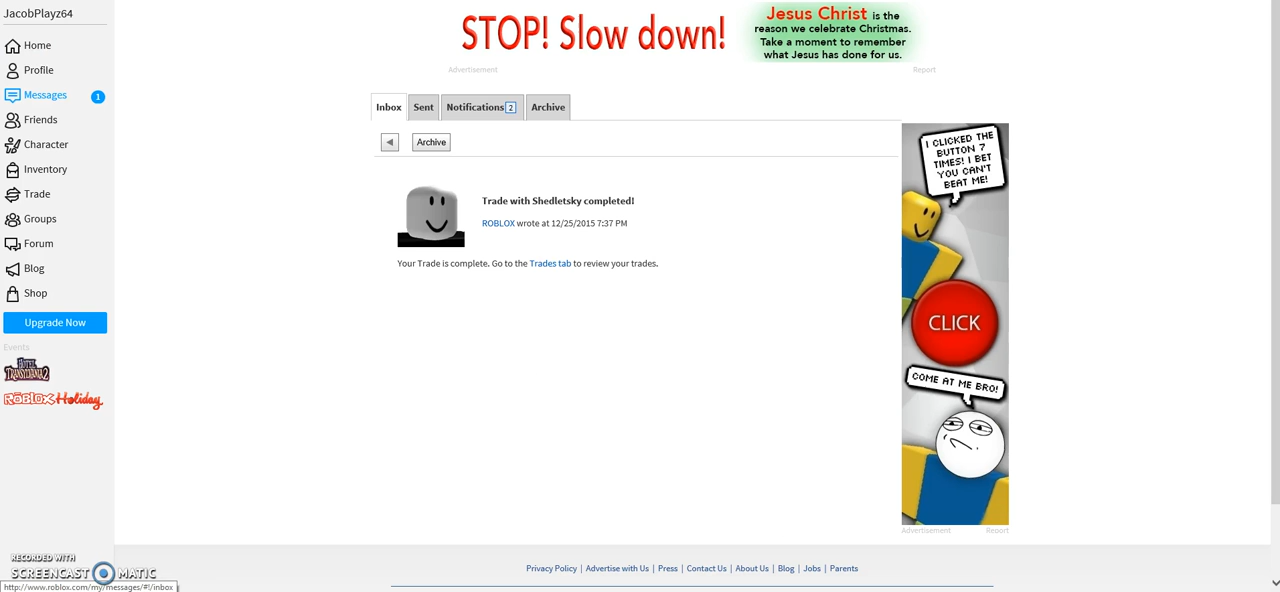 JacobPlayz64
Home
Profile
Messages 1
Friends
Character
Inventory
Trade
Groups
Forum
Blog
Shop
Upgrade Now
Events
HOTEL TRANSYLVANIA 2
ROBLOX Holiday
STOP! Slow down!
Jesus Christ is the
reason we celebrate Christmas.
Take a moment to remember
what Jesus has done for us.
Advertisement
Report
Inbox
Sent
Notifications 2
Archive
Archive
Trade with Shedletsky completed!
ROBLOX wrote at 12/25/2015 7:37 PM
Your Trade is complete. Go to the Trades tab to review your trades.
I CLICKED THE
BUTTON 7
TIMES! I BET
YOU CAN'T
BEAT ME!
CLICK
COME AT ME BRO!
Advertisement
Report
Privacy Policy | Advertise with Us | Press | Contact Us | About Us | Blog | Jobs | Parents
RECORDED WITH
SCREENCAST MATIC
http://www.roblox.com/my/messages/#!/inbox